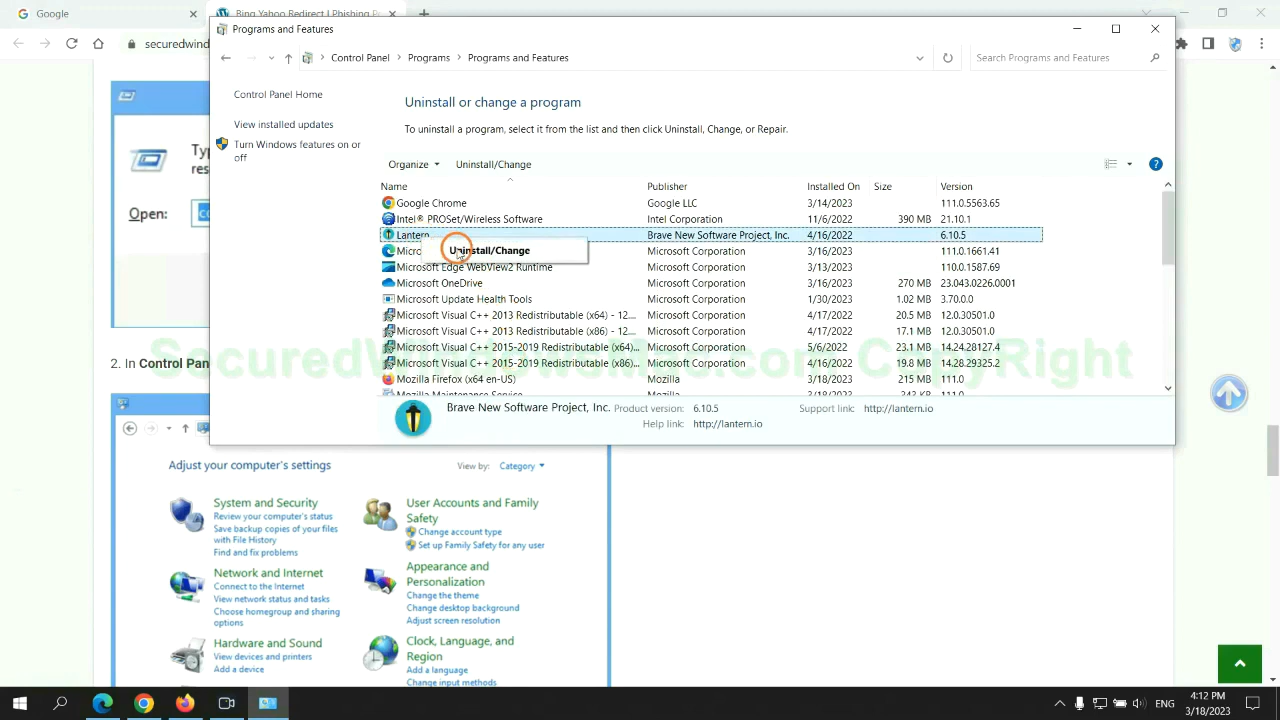 Google
Bing Yahoo Redirect | Phishing P
securedwind
Programs and Features
Control Panel > Programs > Programs and Features
Search Programs and Features
Control Panel Home
View installed updates
Turn Windows features on or
off
Uninstall or change a program
To uninstall a program, select it from the list and then click Uninstall, Change, or Repair.
Organize
Uninstall/Change
Name Publisher Installed On Size Version
Google Chrome Google LLC 3/14/2023 111.0.5563.65
Intel® PROSet/Wireless Software Intel Corporation 11/6/2022 390 MB 21.10.1
Lantern Brave New Software Project, Inc. 4/16/2022 6.10.5
Uninstall/Change
Micro Microsoft Corporation 3/16/2023 111.0.1661.41
Microsoft Edge WebView2 Runtime Microsoft Corporation 3/13/2023 110.0.1587.69
Microsoft OneDrive Microsoft Corporation 3/16/2023 270 MB 23.043.0226.0001
Microsoft Update Health Tools Microsoft Corporation 1/30/2023 1.02 MB 3.70.0.0
Microsoft Visual C++ 2013 Redistributable (x64) - 12.... Microsoft Corporation 4/17/2022 20.5 MB 12.0.30501.0
Microsoft Visual C++ 2013 Redistributable (x86) - 12.... Microsoft Corporation 4/17/2022 17.1 MB 12.0.30501.0
Microsoft Visual C++ 2015-2019 Redistributable (x64)... Microsoft Corporation 5/6/2022 23.1 MB 14.24.28127.4
Microsoft Visual C++ 2015-2019 Redistributable (x86)... Microsoft Corporation 4/16/2022 19.8 MB 14.28.29325.2
Mozilla Firefox (x64 en-US) Mozilla 3/18/2023 215 MB 111.0
Mozilla Maintenance Service Mozilla 3/18/2023 343 KB 111.0
Brave New Software Project, Inc. Product version: 6.10.5 Support link: http://lantern.io
Help link: http://lantern.io
Typ
res
Open:
2. In Control Pan
Adjust your computer's settings
View by: Category
System and Security
Review your computer's status
Save backup copies of your files
with File History
Find and fix problems
Network and Internet
Connect to the Internet
View network status and tasks
Choose homegroup and sharing
options
Hardware and Sound
View devices and printers
Add a device
User Accounts and Family
Safety
Change account type
Set up Family Safety for any user
Appearance and
Personalization
Change the theme
Change desktop background
Adjust screen resolution
Clock, Language, and
Region
Add a language
Change input methods
ENG
4:12 PM
3/18/2023